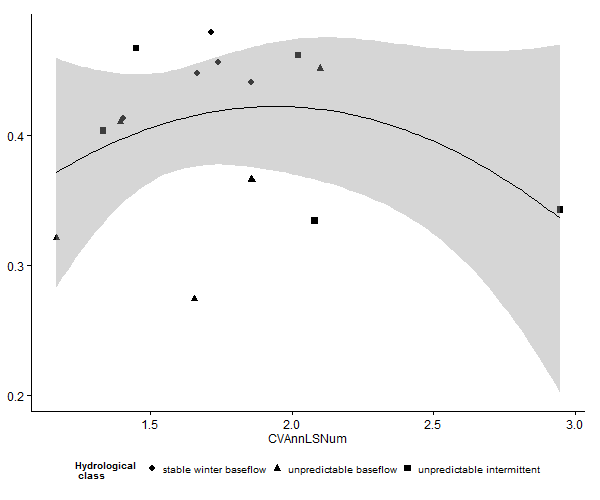 0.4
0.3
0.2
1.5 2.0 2.5 3.0
CVAnnLSNum
Hydrological
class
stable winter baseflow unpredictable baseflow unpredictable intermittent